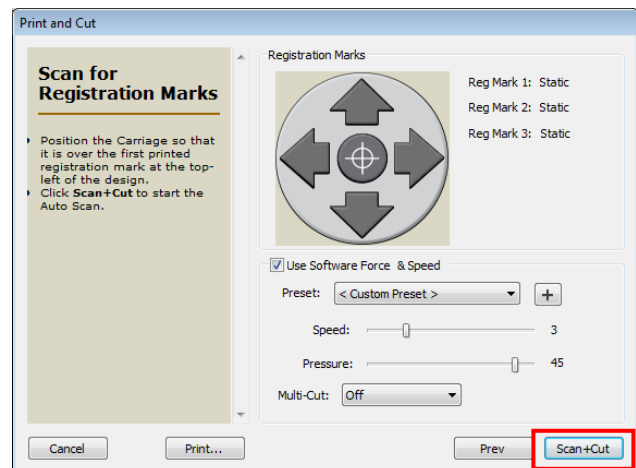 Print and Cut
Scan for
Registration Marks
Position the Carriage so that
it is over the first printed
registration mark at the top-
left of the design.
Click Scan+Cut to start the
Auto Scan.
Registration Marks
Reg Mark 1: Static
Reg Mark 2: Static
Reg Mark 3: Static
Use Software Force & Speed
Preset: < Custom Preset > +
Speed: 3
Pressure: 45
Multi-Cut: Off
Cancel Print... Prev Scan+Cut